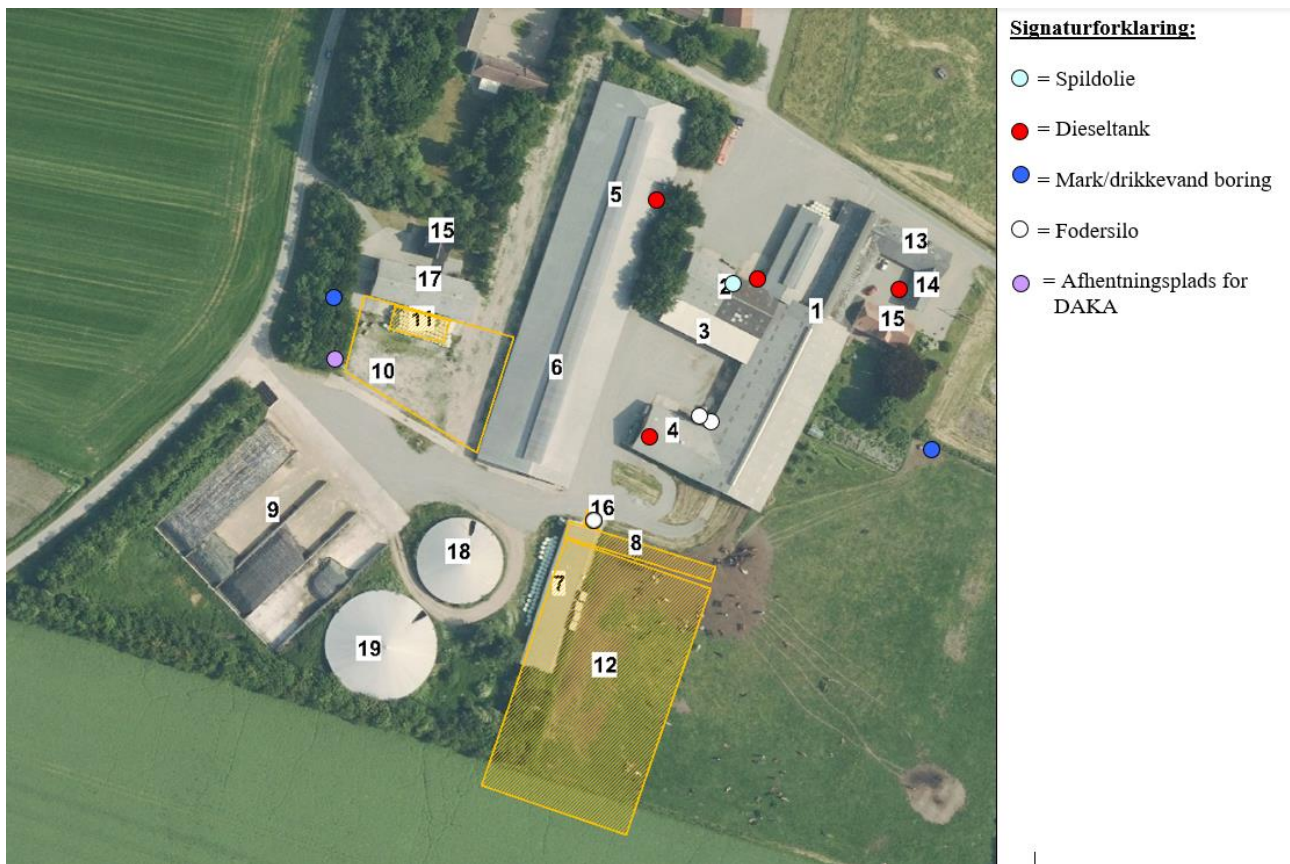 Signaturforklaring:
= Spildolie
= Dieseltank
= Mark/drikkevand boring
= Fodersilo
= Afhentningsplads for
DAKA
5
15
13
17
14
2
1
15
11
3
10
6
4
9
16
8
18
7
19
12